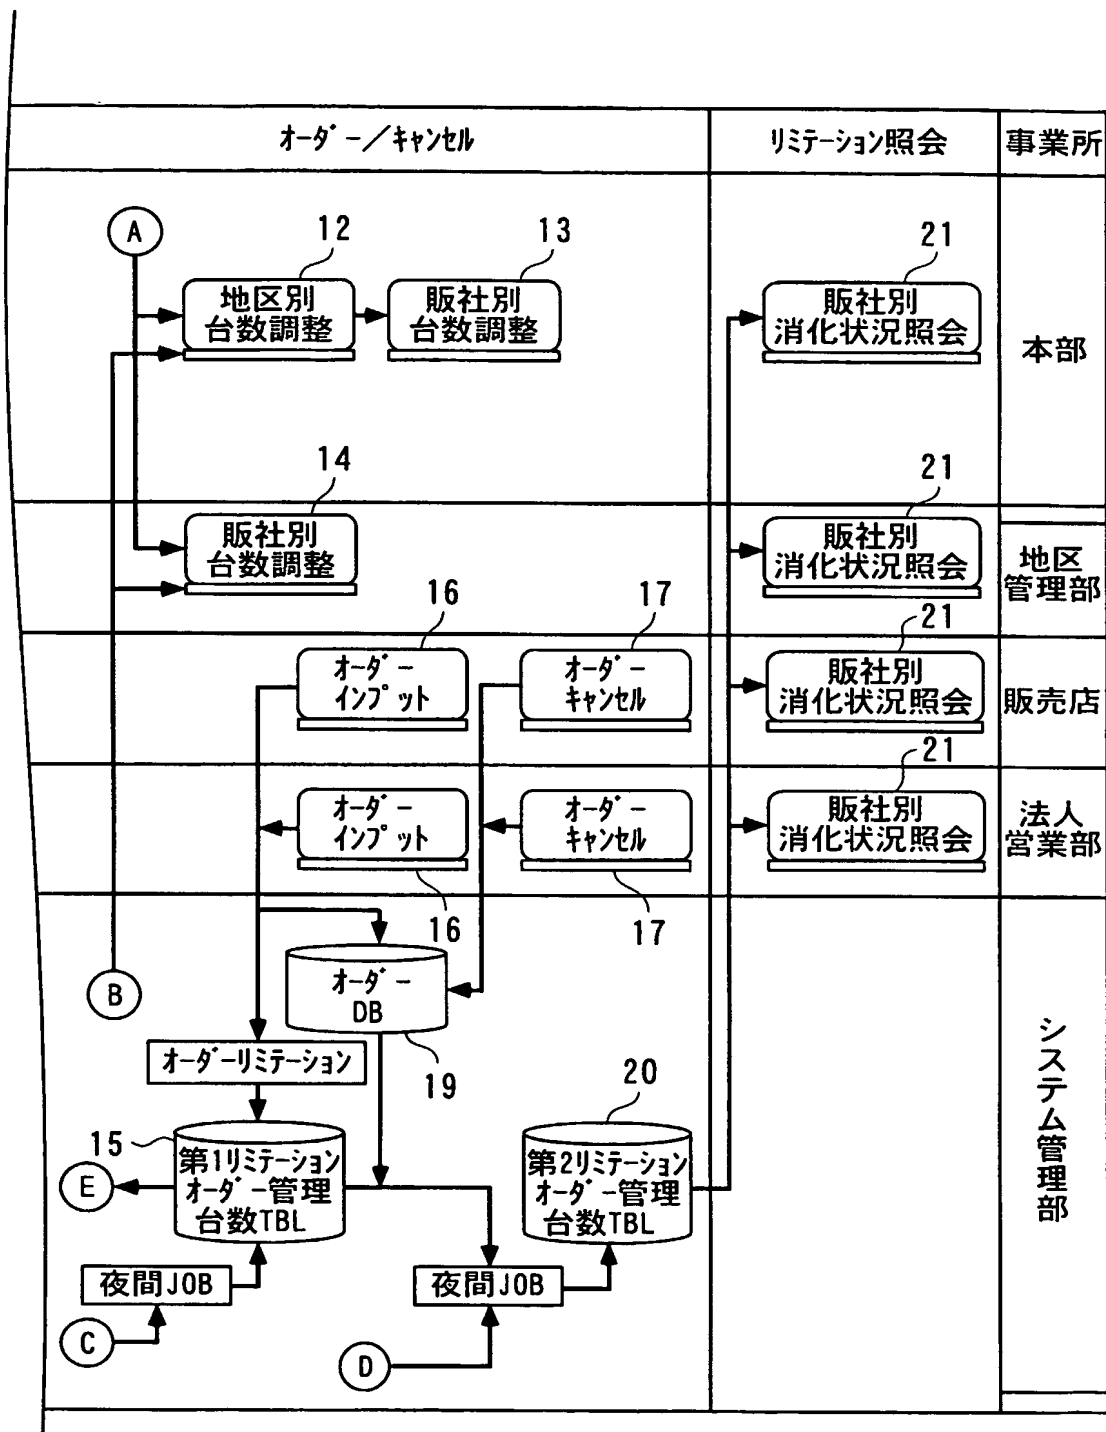 オーダー／キャンセル
リミテーション照会
事業所
A
12
13
21
地区別
台数調整
販社別
台数調整
販社別
消化状況照会
本部
14
21
販社別
台数調整
販社別
消化状況照会
地区
管理部
16
17
21
オーダー
インプット
オーダー
キャンセル
販社別
消化状況照会
販売店
21
オーダー
インプット
オーダー
キャンセル
販社別
消化状況照会
法人
営業部
16
17
B
オーダー
DB
19
オーダーリミテーション
20
15
第1リミテーション
オーダー管理
台数TBL
第2リミテーション
オーダー管理
台数TBL
E
夜間JOB
夜間JOB
C
D
システム管理部